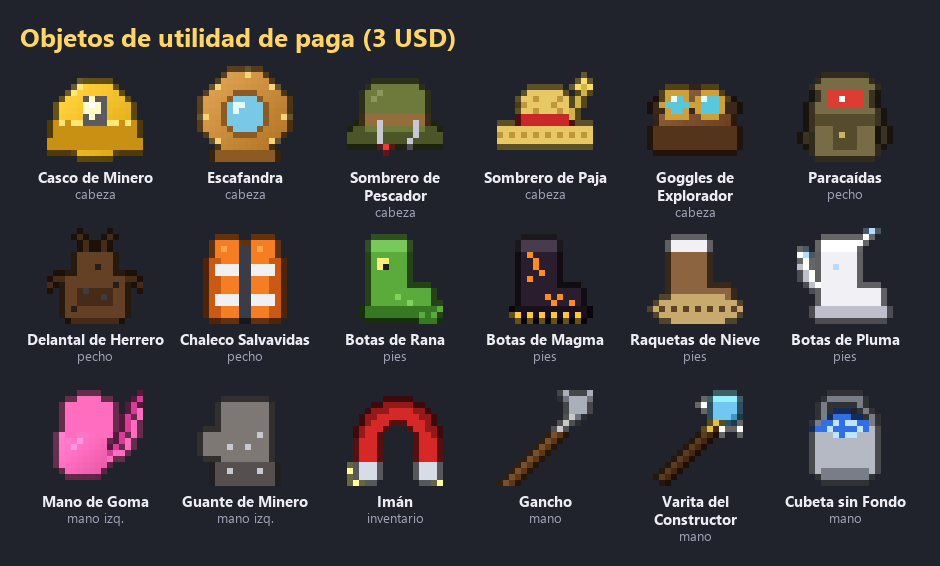 Objetos de utilidad de paga (3 USD)
Casco de Minero
cabeza
Escafandra
cabeza
Sombrero de
Pescador
cabeza
Sombrero de Paja
cabeza
Goggles de
Explorador
cabeza
Paracaídas
pecho
Delantal de Herrero
pecho
Chaleco Salvavidas
pecho
Botas de Rana
pies
Botas de Magma
pies
Raquetas de Nieve
pies
Botas de Pluma
pies
Mano de Goma
mano izq.
Guante de Minero
mano izq.
Imán
inventario
Gancho
mano
Varita del
Constructor
mano
Cubeta sin Fondo
mano